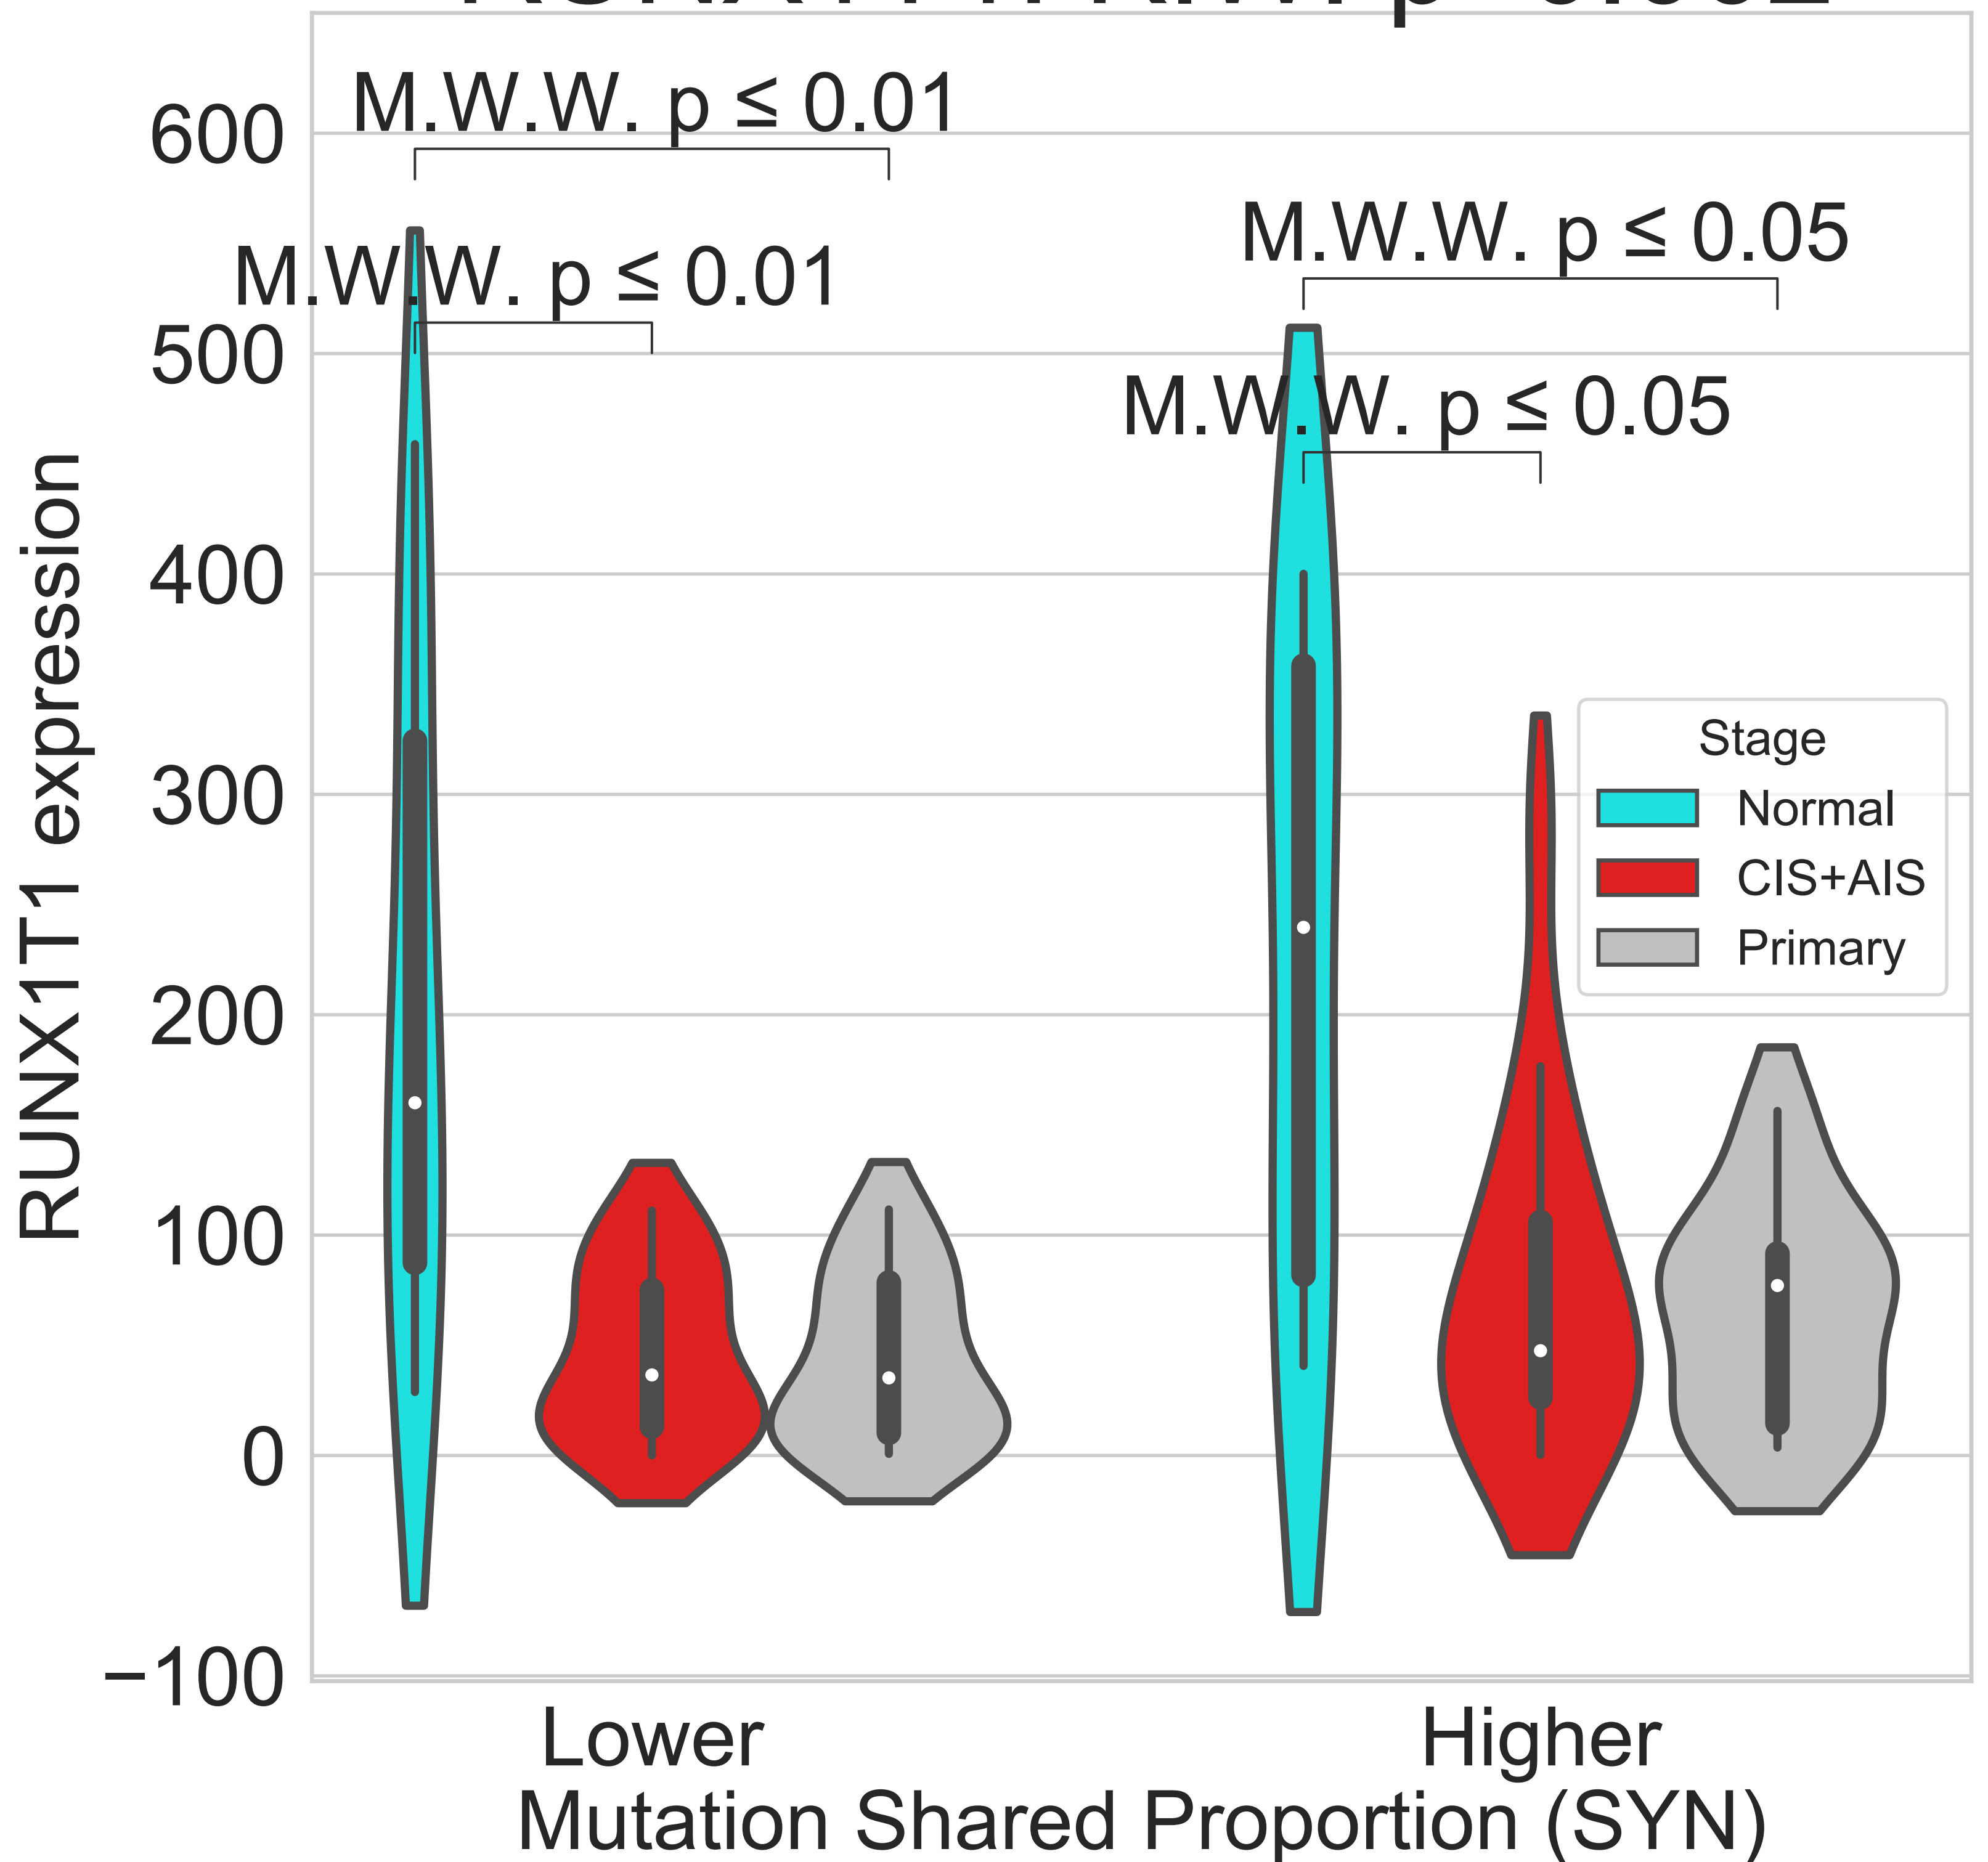 M.W.W. p ≤ 0.01
M.W.W. p ≤ 0.01
M.W.W. p ≤ 0.05
M.W.W. p ≤ 0.05
600
500
400
300
200
100
0
−100
RUNX1T1 expression
Stage
Normal
CIS+AIS
Primary
Lower
Higher
Mutation Shared Proportion (SYN)